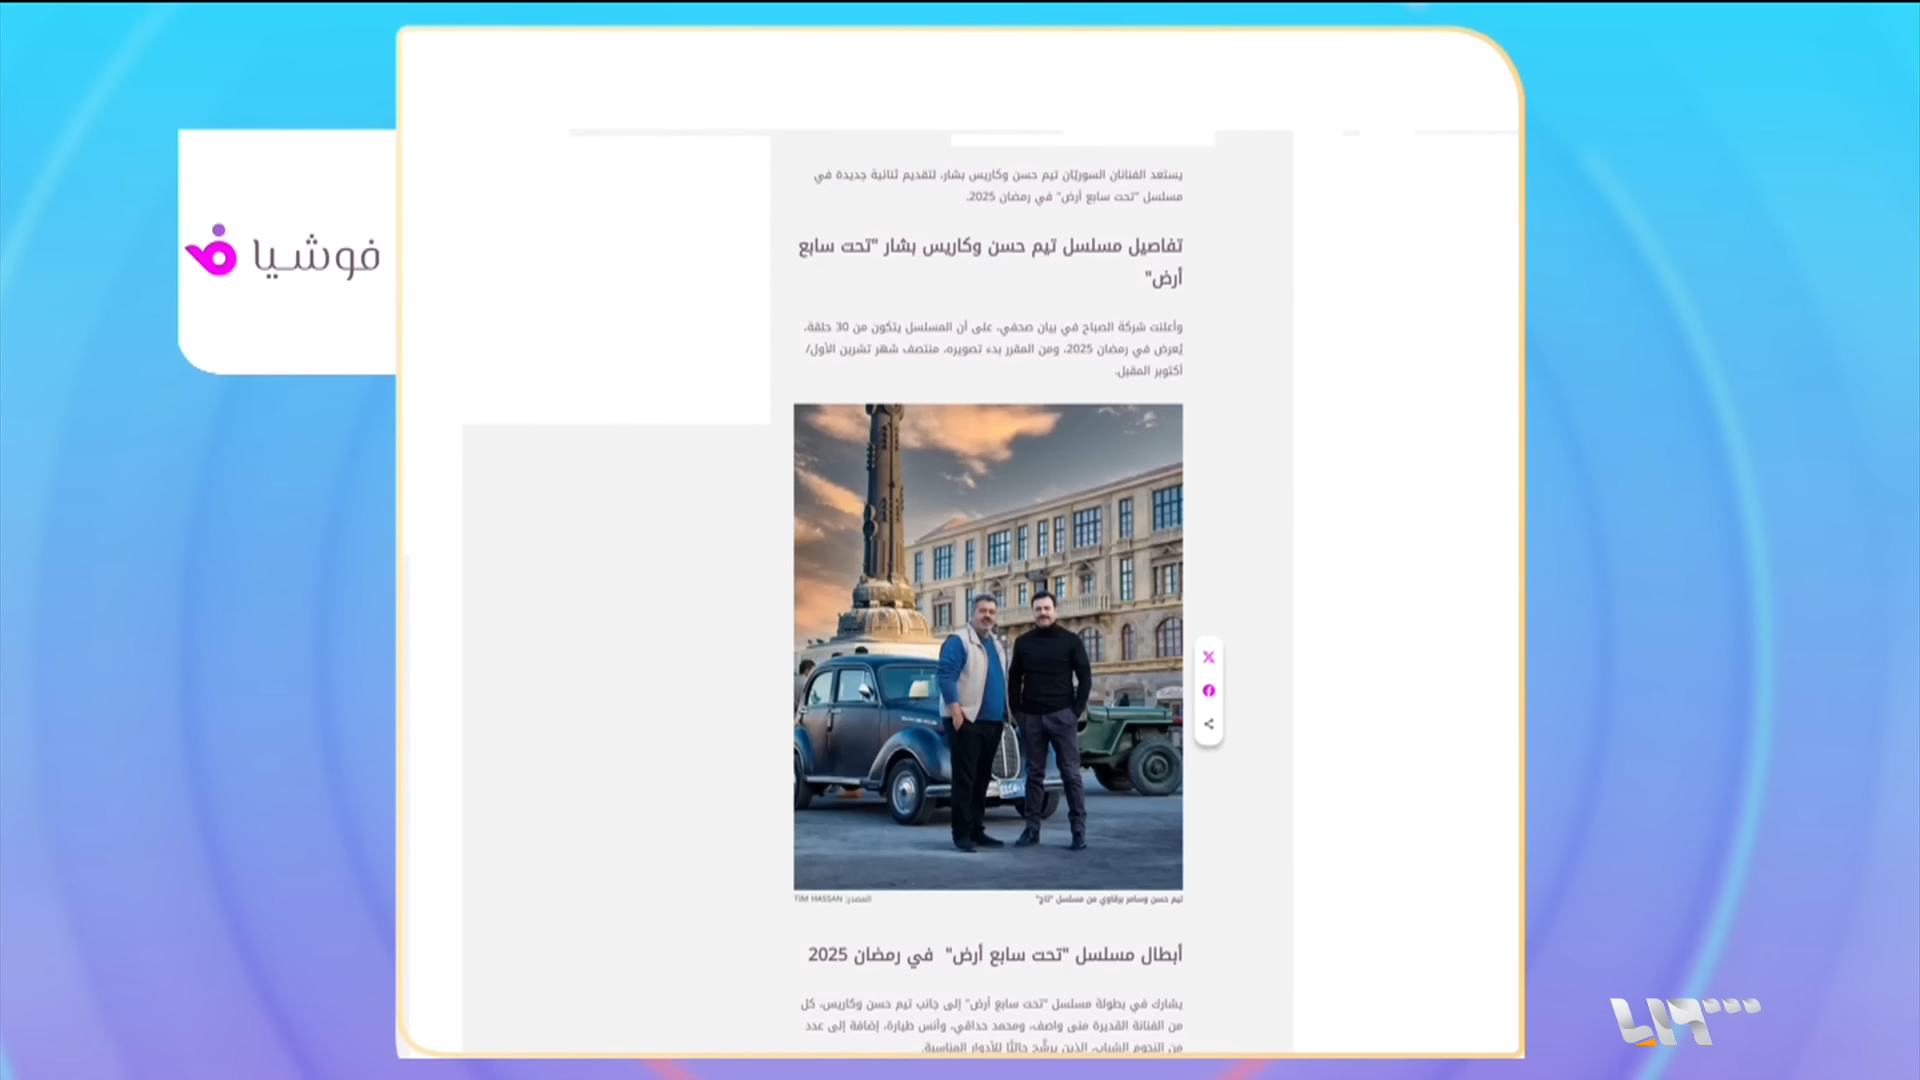 فوشيا
يستعد الفنانان السوريّان تيم حسن وكاريس بشار، لتقديم ثنائية جديدة في
مسلسل "تحت سابع أرض" في رمضان 2025.
تفاصيل مسلسل تيم حسن وكاريس بشار "تحت سابع
أرض"
وأعلنت شركة الصباح في بيان صحفي، على أن المسلسل يتكون من 30 حلقة،
يُعرض في رمضان 2025، ومن المقرر بدء تصويره، منتصف شهر تشرين الأول/
أكتوبر المقبل.
تيم حسن وسامر برقاوي من مسلسل "تاج"
المصدر: TIM HASSAN
أبطال مسلسل "تحت سابع أرض" في رمضان 2025
يشارك في بطولة مسلسل "تحت سابع أرض" إلى جانب تيم حسن وكاريس، كل
من الفنانة القديرة منى واصف، ومحمد حداقي، وأنس طيارة، إضافة إلى عدد
من النجوم الشباب، الذين يرشَّح حاليًّا للأدوار المناسبة.